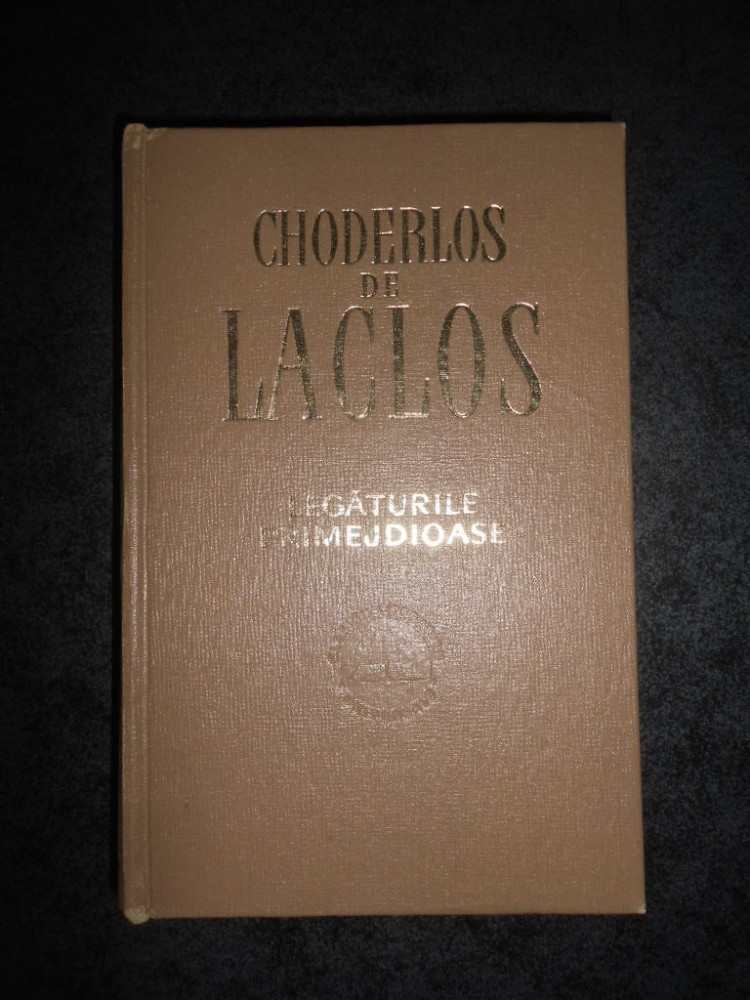 CHODERLOS
DE
LACLOS
LEGĂTURILE
PRIMEJDIOASE